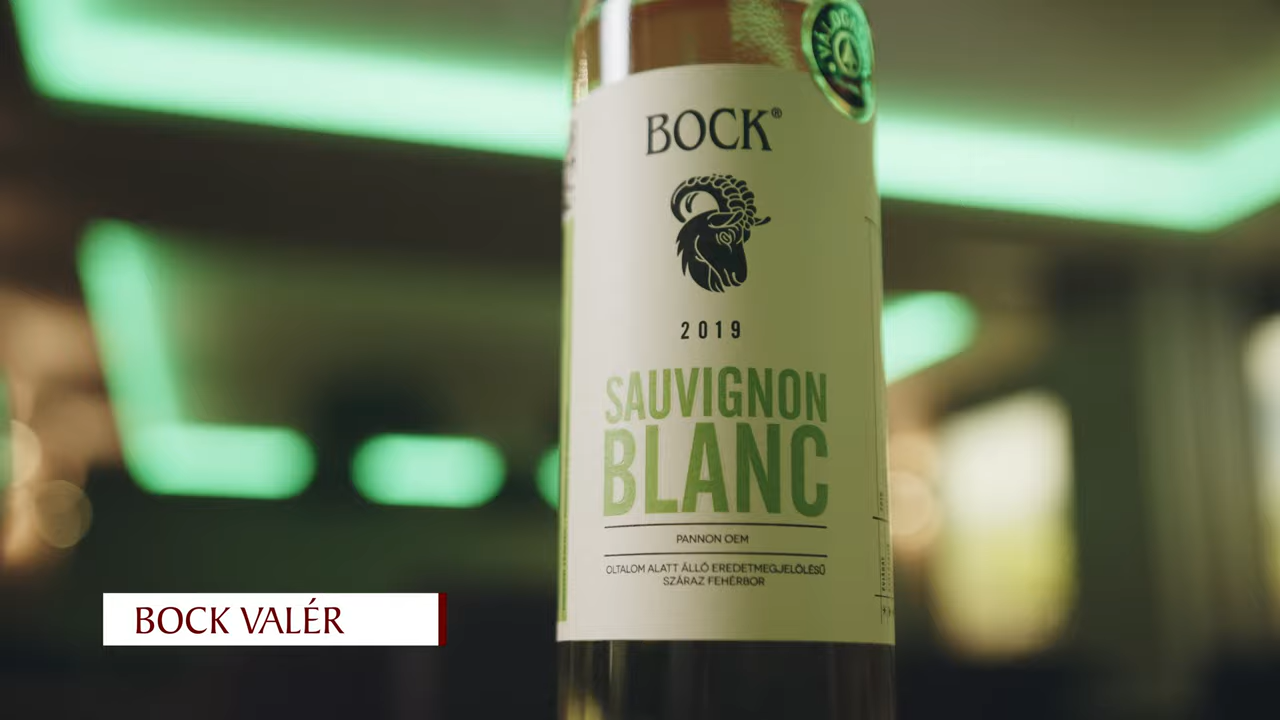 BOCK®
2019
SAUVIGNON
BLANC
PANNON OEM
OLTALOM ALATT ÁLLÓ EREDETMEGJELÖLÉSŰ
SZÁRAZ FEHÉRBOR
BOCK VALÉR